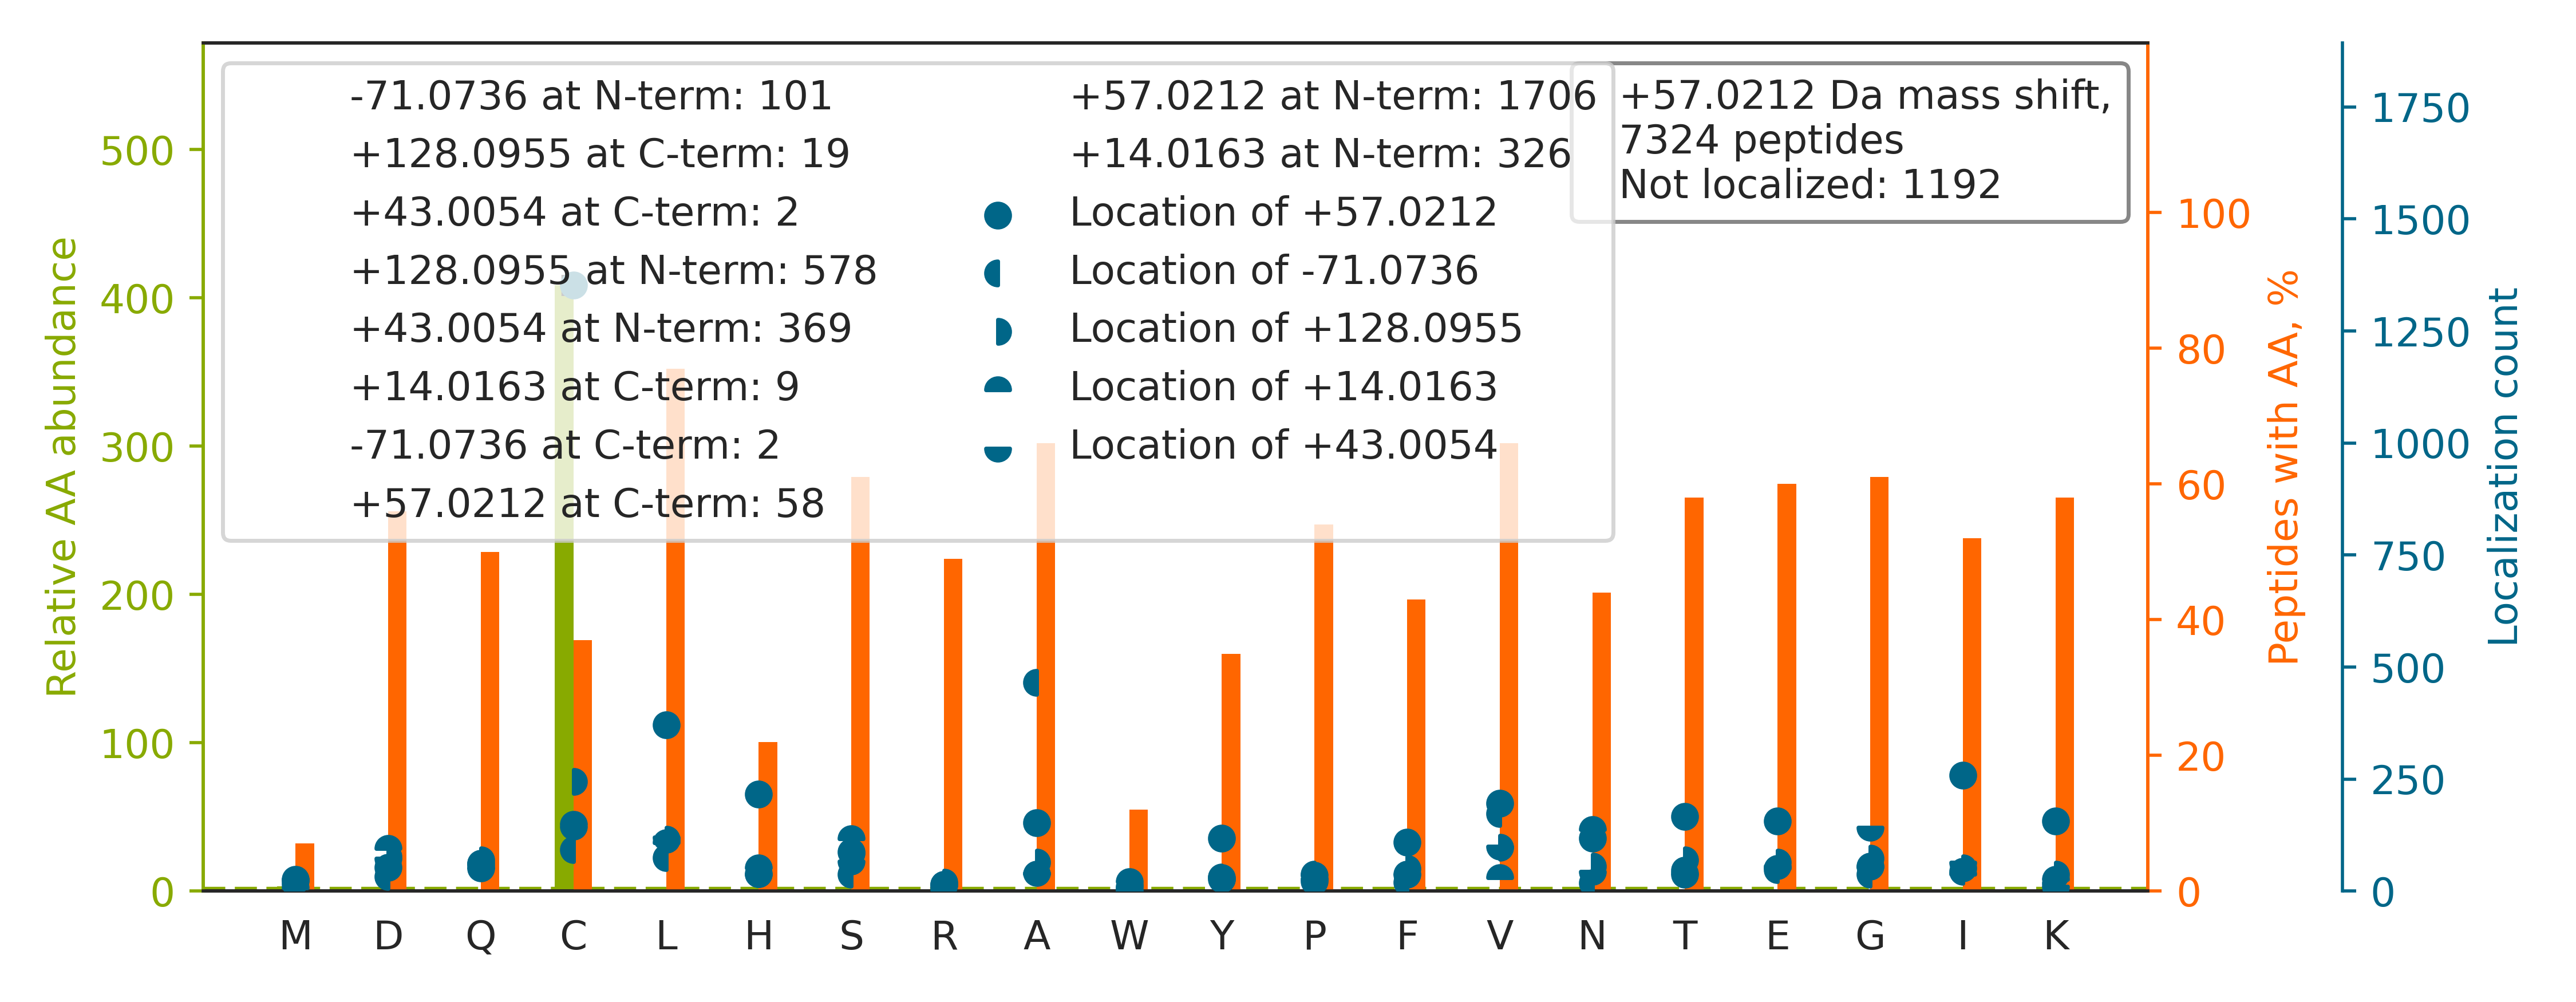 -71.0736 at N-term: 101
+128.0955 at C-term: 19
+43.0054 at C-term: 2
+128.0955 at N-term: 578
+43.0054 at N-term: 369
+14.0163 at C-term: 9
-71.0736 at C-term: 2
+57.0212 at C-term: 58
+57.0212 at N-term: 1706
+14.0163 at N-term: 326
Location of +57.0212
Location of -71.0736
Location of +128.0955
Location of +14.0163
Location of +43.0054
+57.0212 Da mass shift,
7324 peptides
Not localized: 1192
Relative AA abundance
500
400
300
200
100
0
M D Q C L H S R A W Y P F V N T E G I K
100
80
60
40
20
0
Peptides with AA, %
1750
1500
1250
1000
750
500
250
0
Localization count